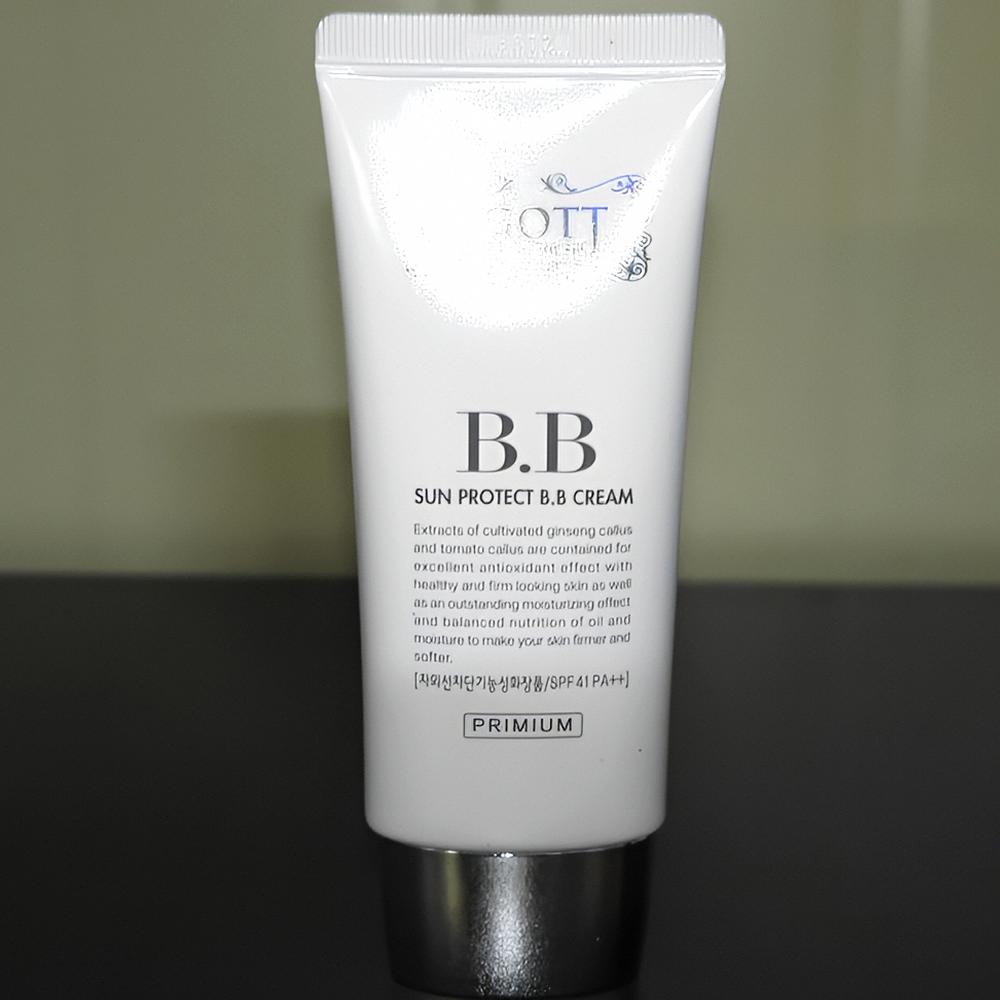 B.B
SUN PROTECT B.B CREAM
Extracts of cultivated ginseng callus
and tomato callus are contained for
excellent antioxidant effect with
healthy and firm looking skin as well
as an outstanding moisturizing effect
and balanced nutrition of oil and
moisture to make your skin firmer and
softer.
[자외선차단기능성화장품/SPF 41 PA++]
PRIMIUM